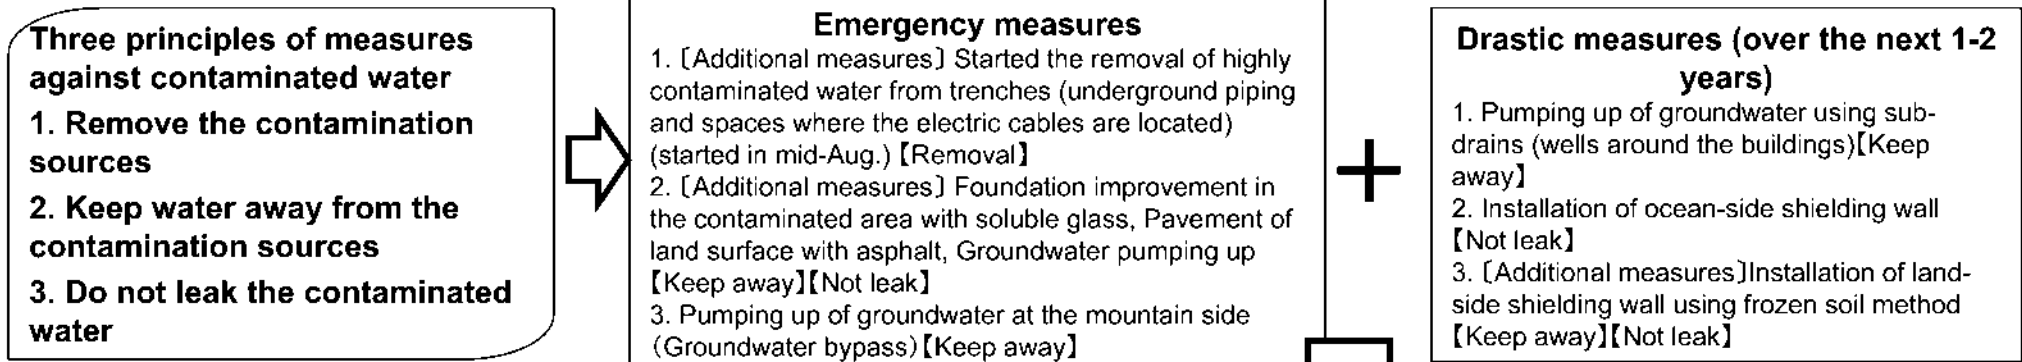 Three principles of measures
against contaminated water
1. Remove the contamination
sources
2. Keep water away from the
contamination sources
3. Do not leak the contaminated
water
Emergency measures
1. 〔Additional measures〕 Started the removal of highly
contaminated water from trenches (underground piping
and spaces where the electric cables are located)
(started in mid-Aug.)【Removal】
2. 〔Additional measures〕 Foundation improvement in
the contaminated area with soluble glass, Pavement of
land surface with asphalt, Groundwater pumping up
【Keep away】【Not leak】
3. Pumping up of groundwater at the mountain side
（Groundwater bypass）【Keep away】
+
Drastic measures (over the next 1-2
years)
1. Pumping up of groundwater using sub-
drains (wells around the buildings)【Keep
away】
2. Installation of ocean-side shielding wall
【Not leak】
3. 〔Additional measures〕Installation of land-
side shielding wall using frozen soil method
【Keep away】【Not leak】